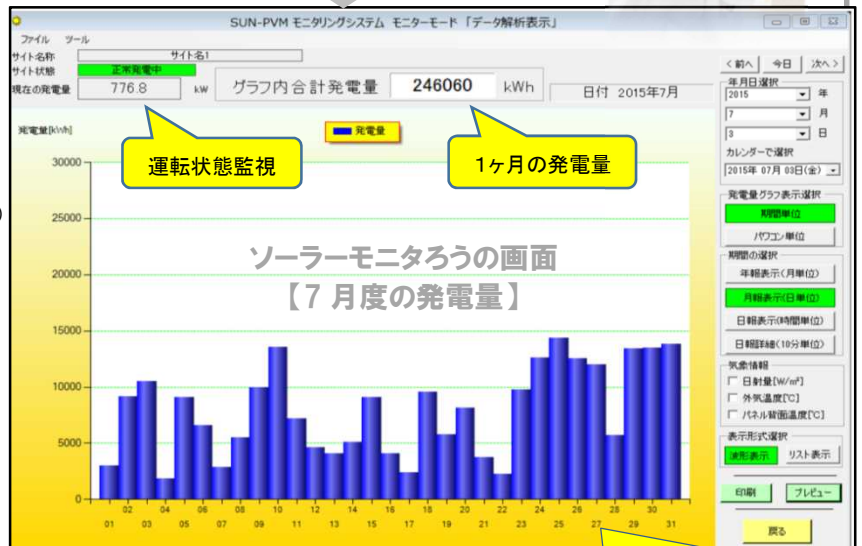 SUN-PVM モニタリングシステム モニターモード 「データ解析表示」
ファイル ツール
サイト名称 サイト名1
サイト状態 正常発電中
現在の発電量 776.8 kW
グラフ内合計発電量 246060 kWh
日付 2015年7月
<前へ 今日 次へ>
年月日選択
2015 年
7 月
3 日
カレンダーで選択
2015年 07月 03日(金)
発電量グラフ表示選択
期間単位
パワコン単位
期間の選択
年報表示(月単位)
月報表示(日単位)
日報表示(時間単位)
日報詳細(10分単位)
気象情報
日射量[W/m²]
外気温度[℃]
パネル背面温度[℃]
表示形式選択
波形表示 リスト表示
印刷 プレビュー
戻る
発電量[kWh]
発電量
運転状態監視
1ヶ月の発電量
ソーラーモニタろうの画面
【7月度の発電量】
30000
25000
20000
15000
10000
5000
0
02 04 06 08 10 12 14 16 18 20 22 24 26 28 30
01 03 05 07 09 11 13 15 17 19 21 23 25 27 29 31